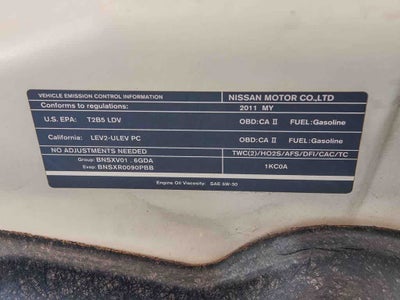 VEHICLE EMISSION CONTROL INFORMATION NISSAN MOTOR CO.,LTD
Conforms to regulations: 2011 MY
U.S. EPA: T2B5 LDV OBD:CA II FUEL:Gasoline
California: LEV2-ULEV PC OBD:CA II FUEL:Gasoline
NO ADJUSTMENTS NEEDED TWC(2)/HO2S/AFS/DFI/CAC/TC
Group: BNSXV01 . 6GDA
Evap: BNSXR0090PBB 1KC0A
Engine Oil Viscosity: SAE 5W-30